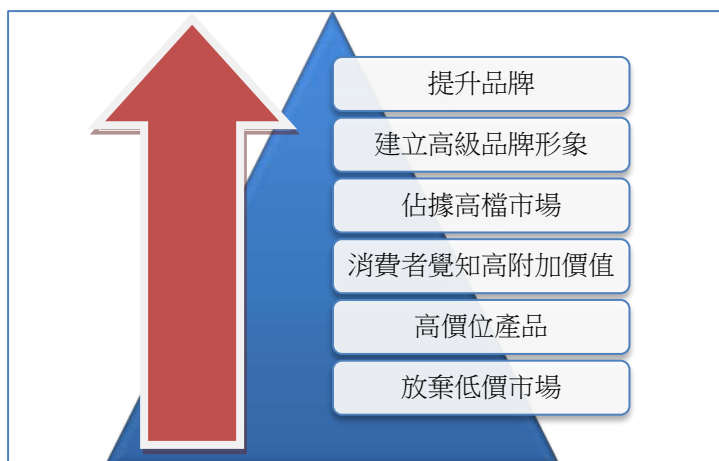 提升品牌
建立高級品牌形象
佔據高檔市場
消費者覺知高附加價值
高價位產品
放棄低價市場